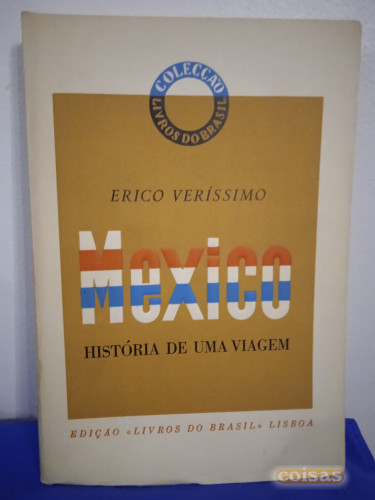 COLECÇÃO
LIVROS DO BRASIL
ERICO VERÍSSIMO
Mexico
HISTÓRIA DE UMA VIAGEM
EDIÇÃO «LIVROS DO BRASIL» LISBOA
coisas